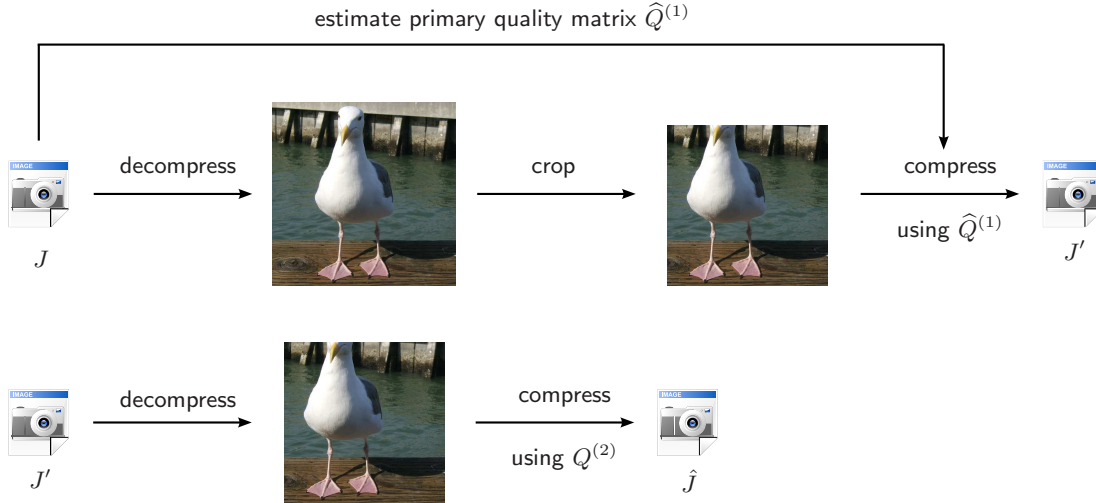 estimate primary quality matrix Q̂⁽¹⁾
IMAGE
decompress
crop
compress
IMAGE
using Q̂⁽¹⁾
J
J′
IMAGE
decompress
compress
IMAGE
using Q⁽²⁾
J′
Ĵ